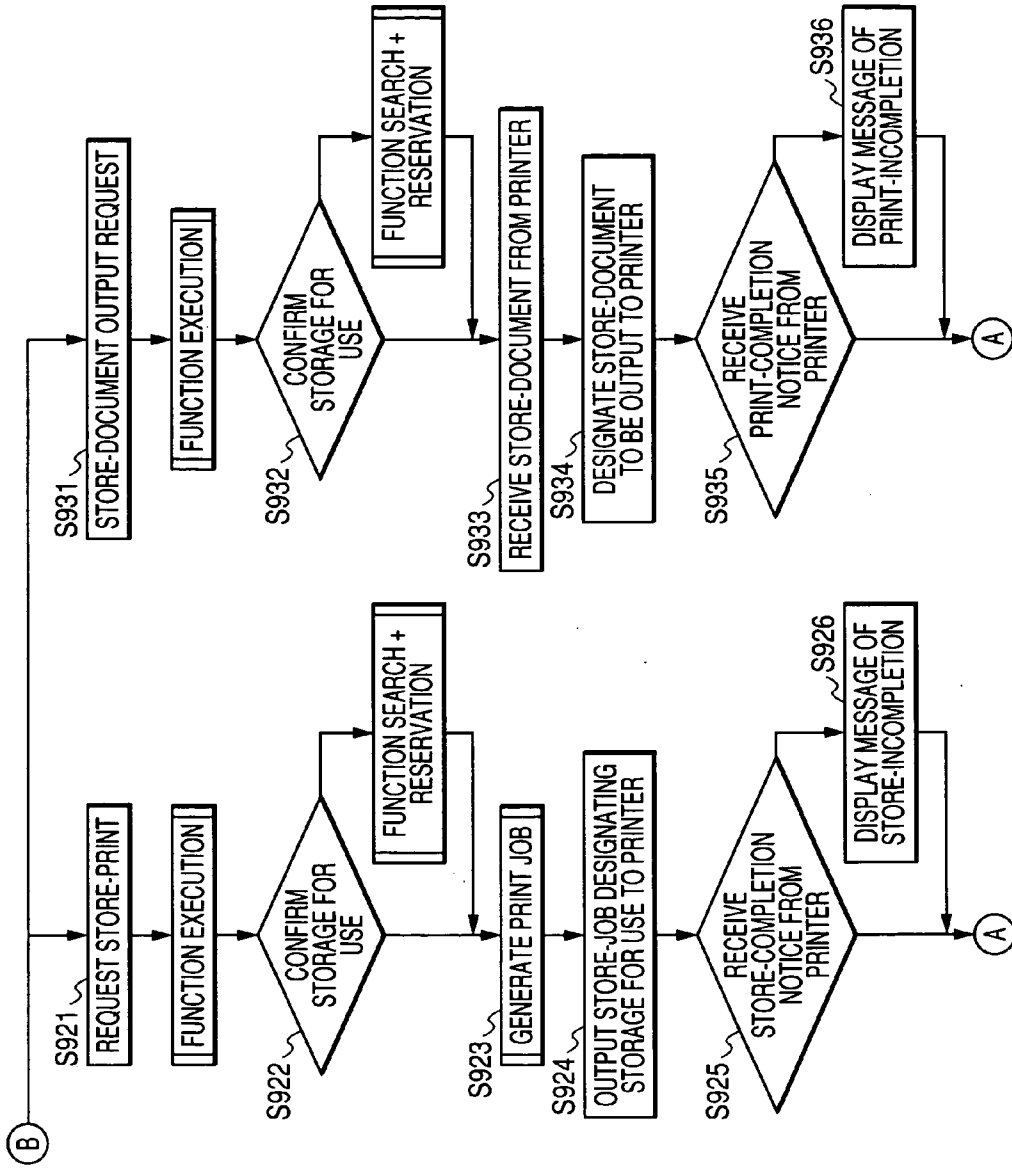 B
S921
REQUEST STORE-PRINT
FUNCTION EXECUTION
S922
CONFIRM
STORAGE FOR
USE
FUNCTION SEARCH +
RESERVATION
S923
GENERATE PRINT JOB
S924
OUTPUT STORE-JOB DESIGNATING
STORAGE FOR USE TO PRINTER
S925
RECEIVE
STORE-COMPLETION
NOTICE FROM
PRINTER
S926
DISPLAY MESSAGE OF
STORE-INCOMPLETION
A
S931
STORE-DOCUMENT OUTPUT REQUEST
FUNCTION EXECUTION
S932
CONFIRM
STORAGE FOR
USE
FUNCTION SEARCH +
RESERVATION
S933
RECEIVE STORE-DOCUMENT FROM PRINTER
S934
DESIGNATE STORE-DOCUMENT
TO BE OUTPUT TO PRINTER
S935
RECEIVE
PRINT-COMPLETION
NOTICE FROM
PRINTER
S936
DISPLAY MESSAGE OF
PRINT-INCOMPLETION
A